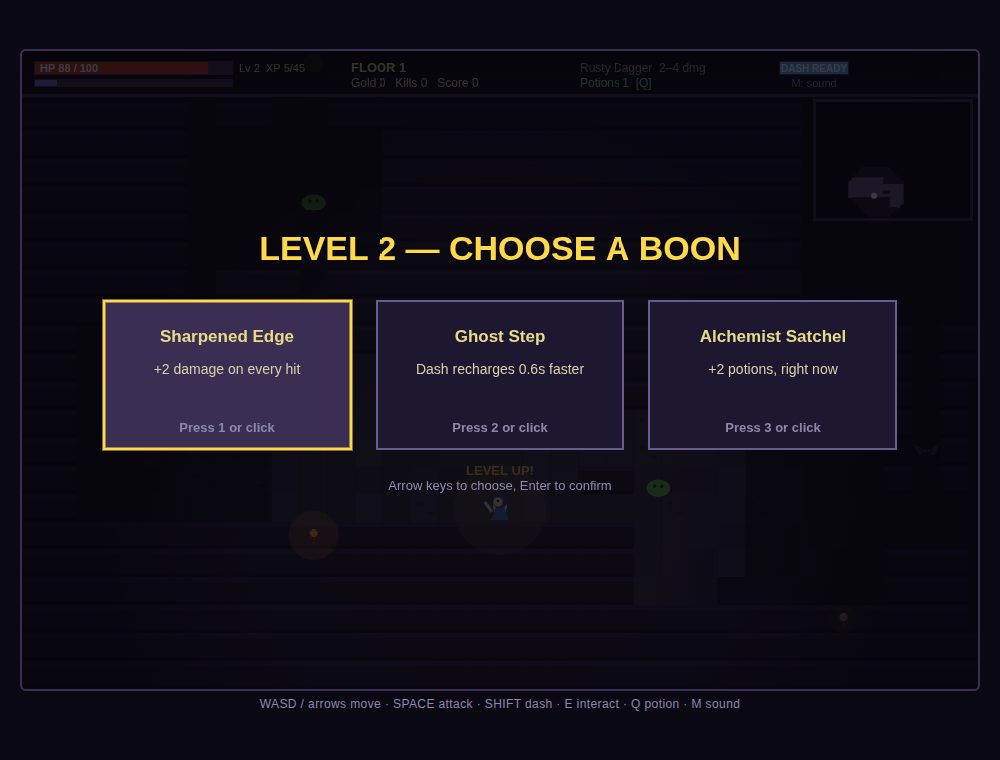 HP 88 / 100
Lv 2 XP 5/45
FLOOR 1
Gold 0 Kills 0 Score 0
Rusty Dagger 2–4 dmg
Potions 1 [Q]
DASH READY
M: sound
LEVEL 2 — CHOOSE A BOON
Sharpened Edge
+2 damage on every hit
Press 1 or click
Ghost Step
Dash recharges 0.6s faster
Press 2 or click
Alchemist Satchel
+2 potions, right now
Press 3 or click
LEVEL UP!
Arrow keys to choose, Enter to confirm
WASD / arrows move · SPACE attack · SHIFT dash · E interact · Q potion · M sound